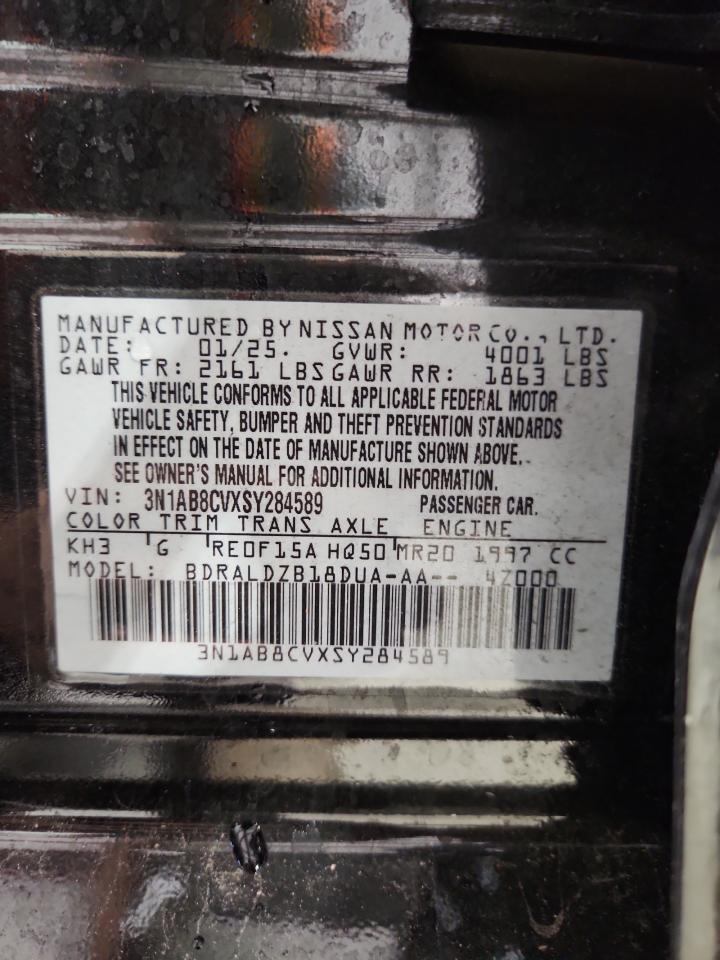 MANUFACTURED BY NISSAN MOTOR CO., LTD.
DATE: 01/25. GVWR: 4001 LBS
GAWR FR: 2161 LBS GAWR RR: 1863 LBS
THIS VEHICLE CONFORMS TO ALL APPLICABLE FEDERAL MOTOR
VEHICLE SAFETY, BUMPER AND THEFT PREVENTION STANDARDS
IN EFFECT ON THE DATE OF MANUFACTURE SHOWN ABOVE.
SEE OWNER'S MANUAL FOR ADDITIONAL INFORMATION.
VIN: 3N1AB8CVXSY284589 PASSENGER CAR.
COLOR TRIM TRANS AXLE ENGINE
KH3 G RE0F15A HQ50 MR20 1997 CC
MODEL: BDRALDZB18DUA-AA-- 4Z000
3N1AB8CVXSY284589